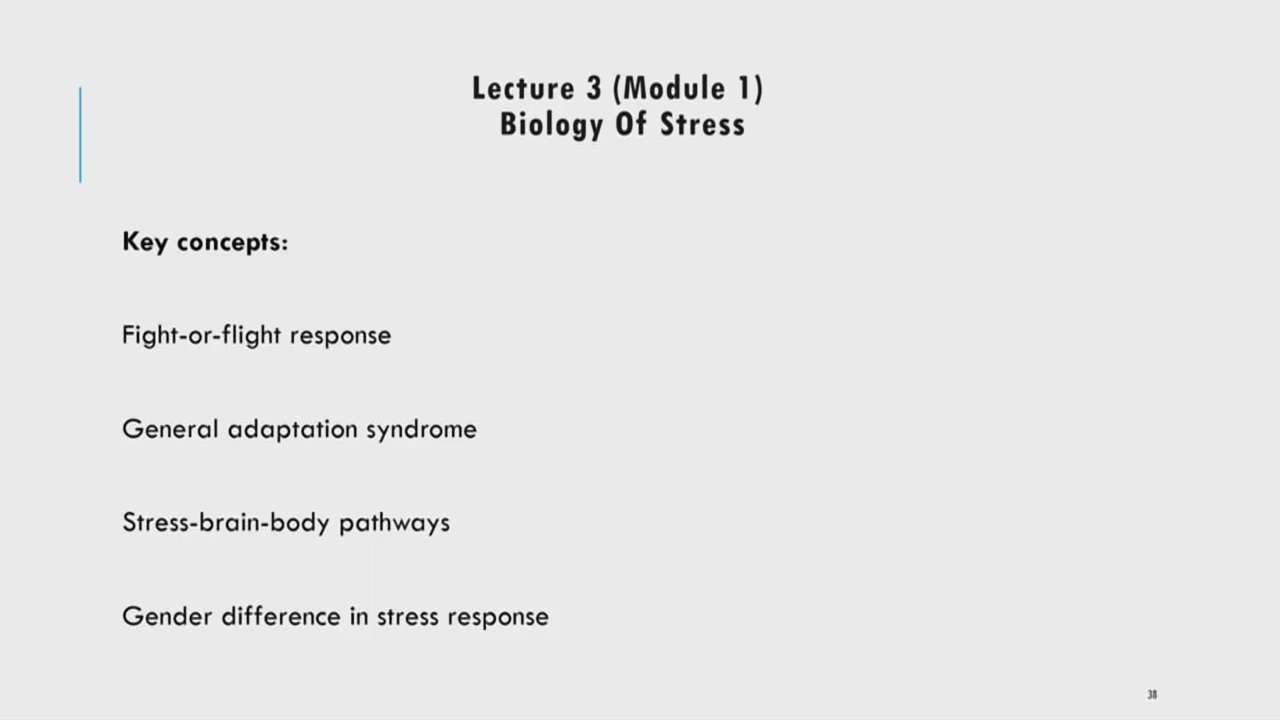 Lecture 3 (Module 1)
Biology Of Stress
Key concepts:
Fight-or-flight response
General adaptation syndrome
Stress-brain-body pathways
Gender difference in stress response
38